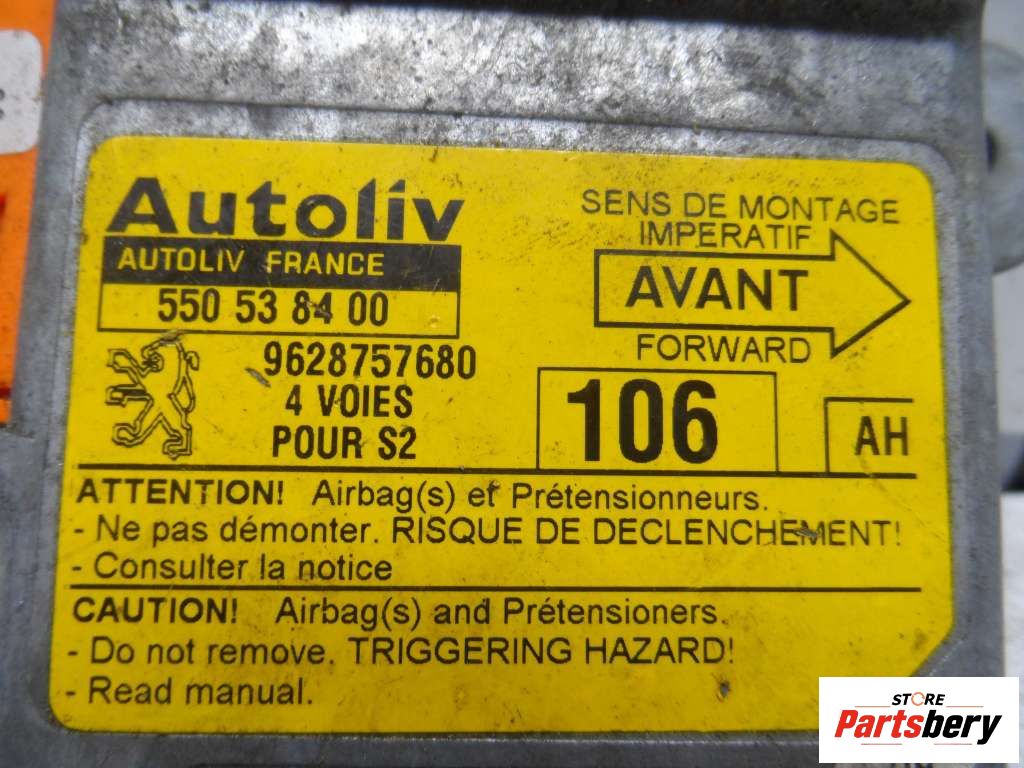 Autoliv
AUTOLIV FRANCE
550 53 84 00
9628757680
4 VOIES
POUR S2
SENS DE MONTAGE
IMPERATIF
AVANT
FORWARD
106
AH
ATTENTION! Airbag(s) et Prétensionneurs.
- Ne pas démonter. RISQUE DE DECLENCHEMENT!
- Consulter la notice
CAUTION! Airbag(s) and Prétensioners.
- Do not remove. TRIGGERING HAZARD!
- Read manual.
STORE
Partsbery